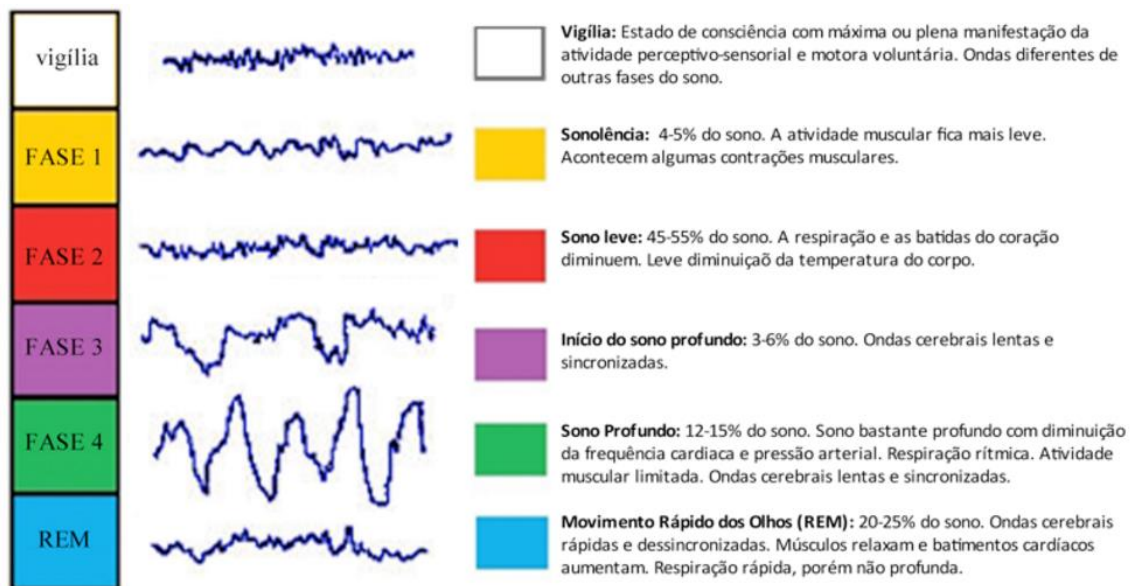 vigília
Vigília: Estado de consciência com máxima ou plena manifestação da
atividade perceptivo-sensorial e motora voluntária. Ondas diferentes de
outras fases do sono.
FASE 1
Sonolência: 4-5% do sono. A atividade muscular fica mais leve.
Acontecem algumas contrações musculares.
FASE 2
Sono leve: 45-55% do sono. A respiração e as batidas do coração
diminuem. Leve diminuiçaõ da temperatura do corpo.
FASE 3
Início do sono profundo: 3-6% do sono. Ondas cerebrais lentas e
sincronizadas.
FASE 4
Sono Profundo: 12-15% do sono. Sono bastante profundo com diminuição
da frequência cardiaca e pressão arterial. Respiração rítmica. Atividade
muscular limitada. Ondas cerebrais lentas e sincronizadas.
REM
Movimento Rápido dos Olhos (REM): 20-25% do sono. Ondas cerebrais
rápidas e dessincronizadas. Músculos relaxam e batimentos cardíacos
aumentam. Respiração rápida, porém não profunda.